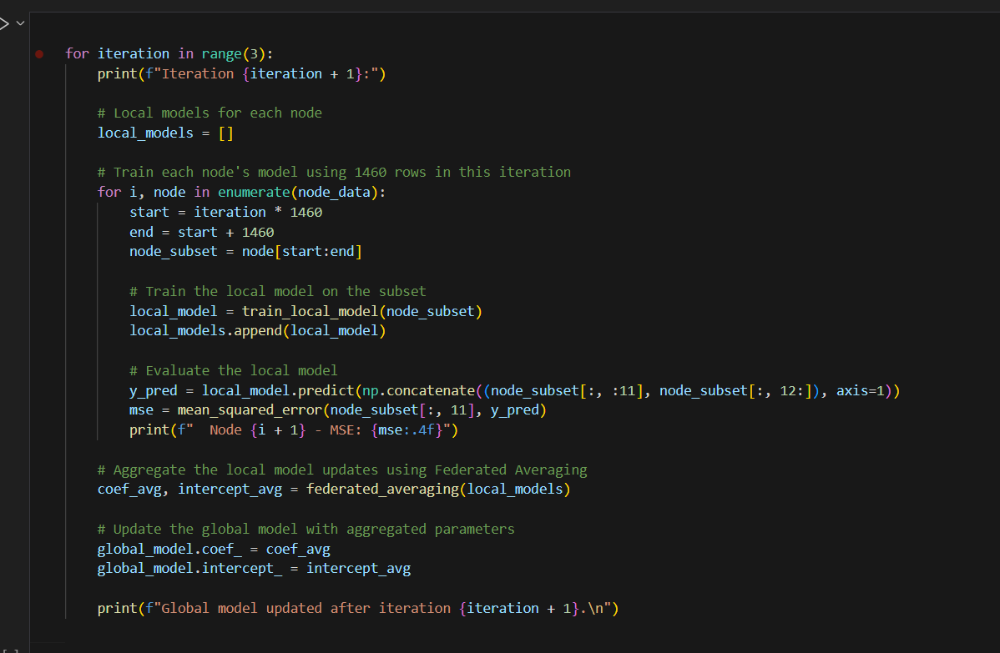 for iteration in range(3):
    print(f"Iteration {iteration + 1}:")

    # Local models for each node
    local_models = []

    # Train each node's model using 1460 rows in this iteration
    for i, node in enumerate(node_data):
        start = iteration * 1460
        end = start + 1460
        node_subset = node[start:end]

        # Train the local model on the subset
        local_model = train_local_model(node_subset)
        local_models.append(local_model)

        # Evaluate the local model
        y_pred = local_model.predict(np.concatenate((node_subset[:, :11], node_subset[:, 12:]), axis=1))
        mse = mean_squared_error(node_subset[:, 11], y_pred)
        print(f"  Node {i + 1} - MSE: {mse:.4f}")

    # Aggregate the local model updates using Federated Averaging
    coef_avg, intercept_avg = federated_averaging(local_models)

    # Update the global model with aggregated parameters
    global_model.coef_ = coef_avg
    global_model.intercept_ = intercept_avg

    print(f"Global model updated after iteration {iteration + 1}.\n")